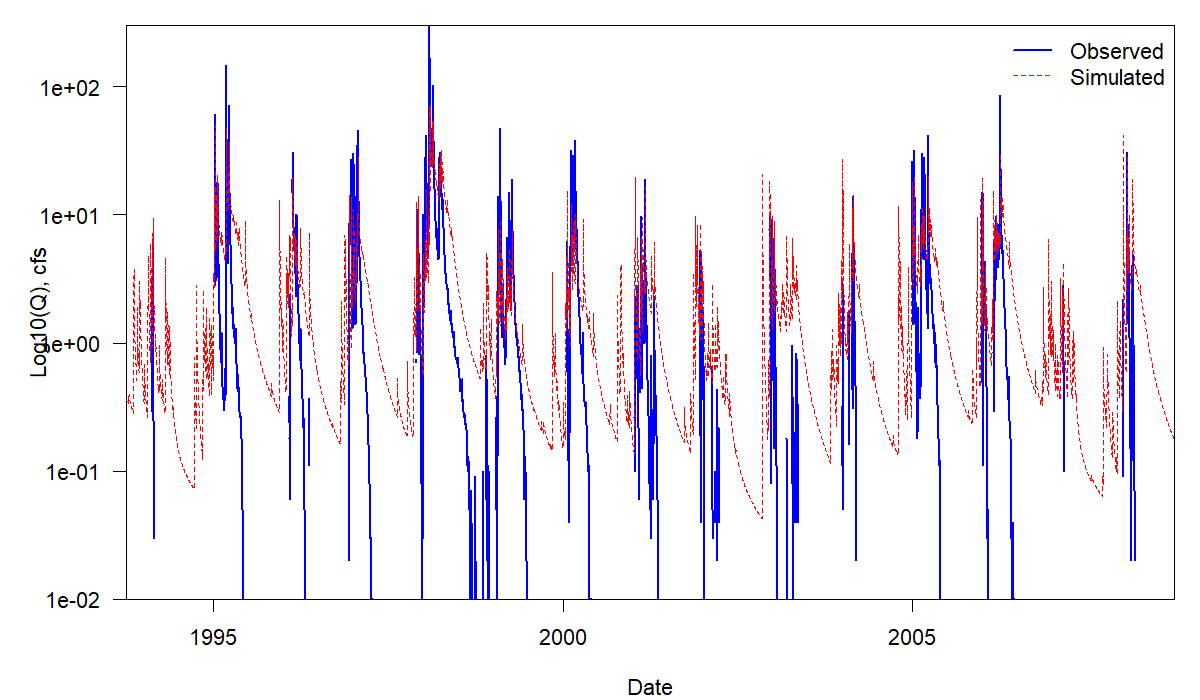 Observed
Simulated
1e+02
1e+01
1e+00
1e-01
1e-02
Log10(Q), cfs
1995
2000
2005
Date